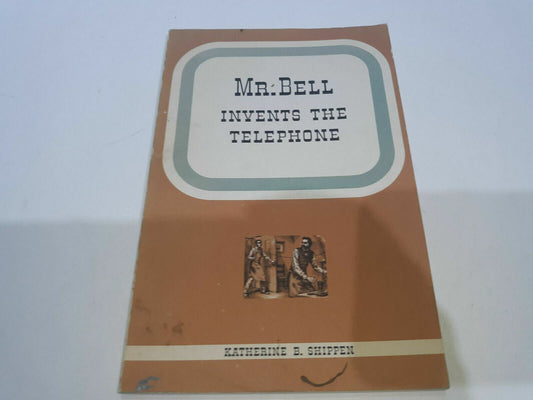 MR. BELL
INVENTS THE
TELEPHONE
KATHERINE B. SHIPPEN